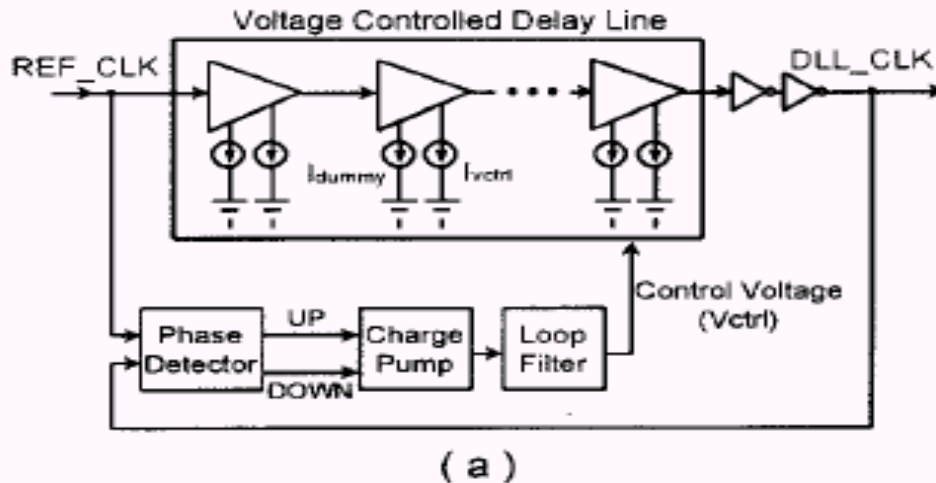 Voltage Controlled Delay Line
REF_CLK
DLL_CLK
Idummy
Ivctrl
Control Voltage
(Vctrl)
Phase
Detector
UP
DOWN
Charge
Pump
Loop
Filter
( a )